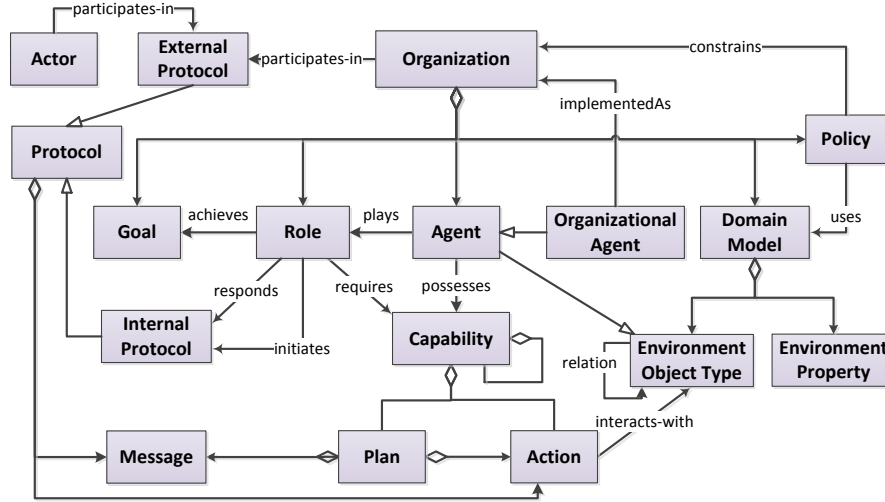 participates-in
Actor
External
Protocol
participates-in
Organization
constrains
implementedAs
Protocol
Policy
Goal
achieves
Role
plays
Agent
Organizational
Agent
Domain
Model
uses
responds
requires
possesses
Internal
Protocol
initiates
Capability
relation
Environment
Object Type
Environment
Property
interacts-with
Message
Plan
Action